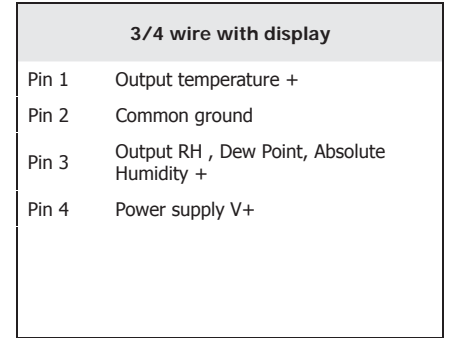 3/4 wire with display
Pin 1 Output temperature +
Pin 2 Common ground
Pin 3 Output RH , Dew Point, Absolute
Humidity +
Pin 4 Power supply V+